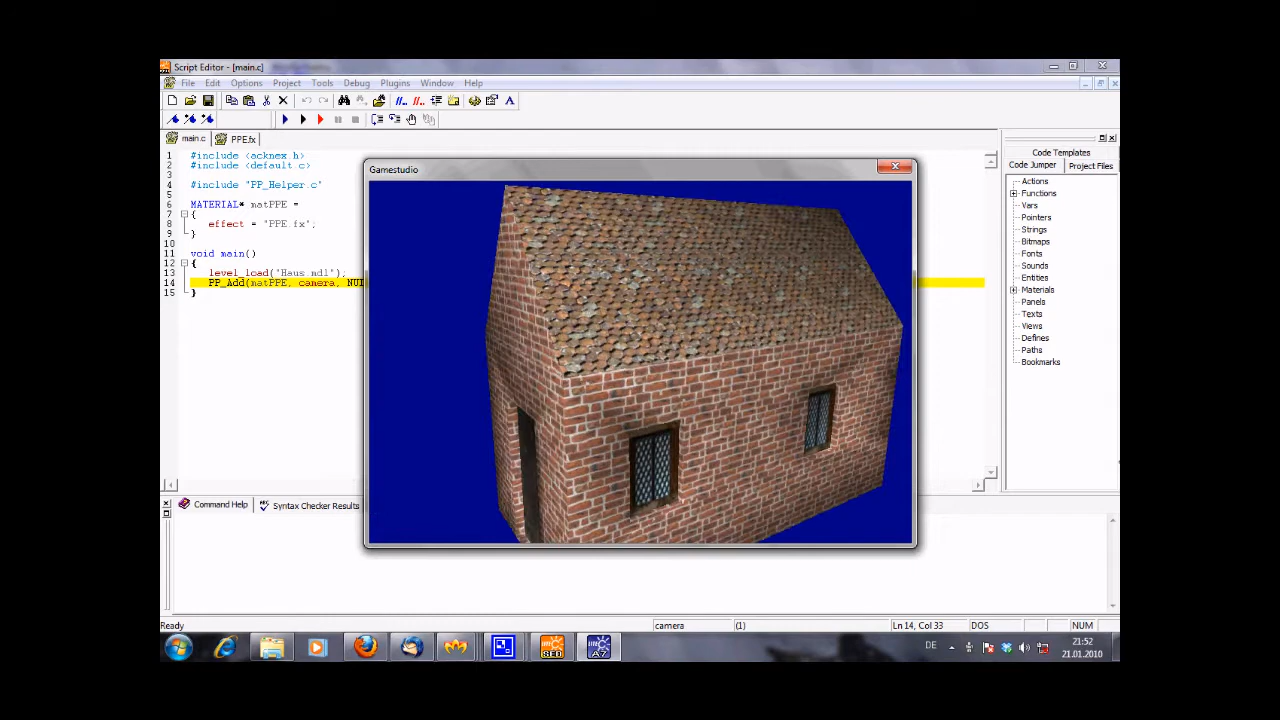 Script Editor - [main.c]
File Edit Options Project Tools Debug Plugins Window Help
main.c PPE.fx
1 #include <acknex.h>
2 #include <default.c>
3
4 #include "PP_Helper.c"
5
6 MATERIAL* matPPE =
7 {
8 effect = "PPE.fx";
9 }
10
11 void main()
12 {
13 level_load("Haus.mdl");
14 PP_Add(matPPE, camera, NUL
15 }
Gamestudio
Code Templates
Code Jumper Project Files
Actions
Functions
Vars
Pointers
Strings
Bitmaps
Fonts
Sounds
Entities
Materials
Panels
Texts
Views
Defines
Paths
Bookmarks
Command Help Syntax Checker Results
Ready camera (1) Ln 14, Col 33 DOS NUM
SED A7 DE 21:52
21.01.2010